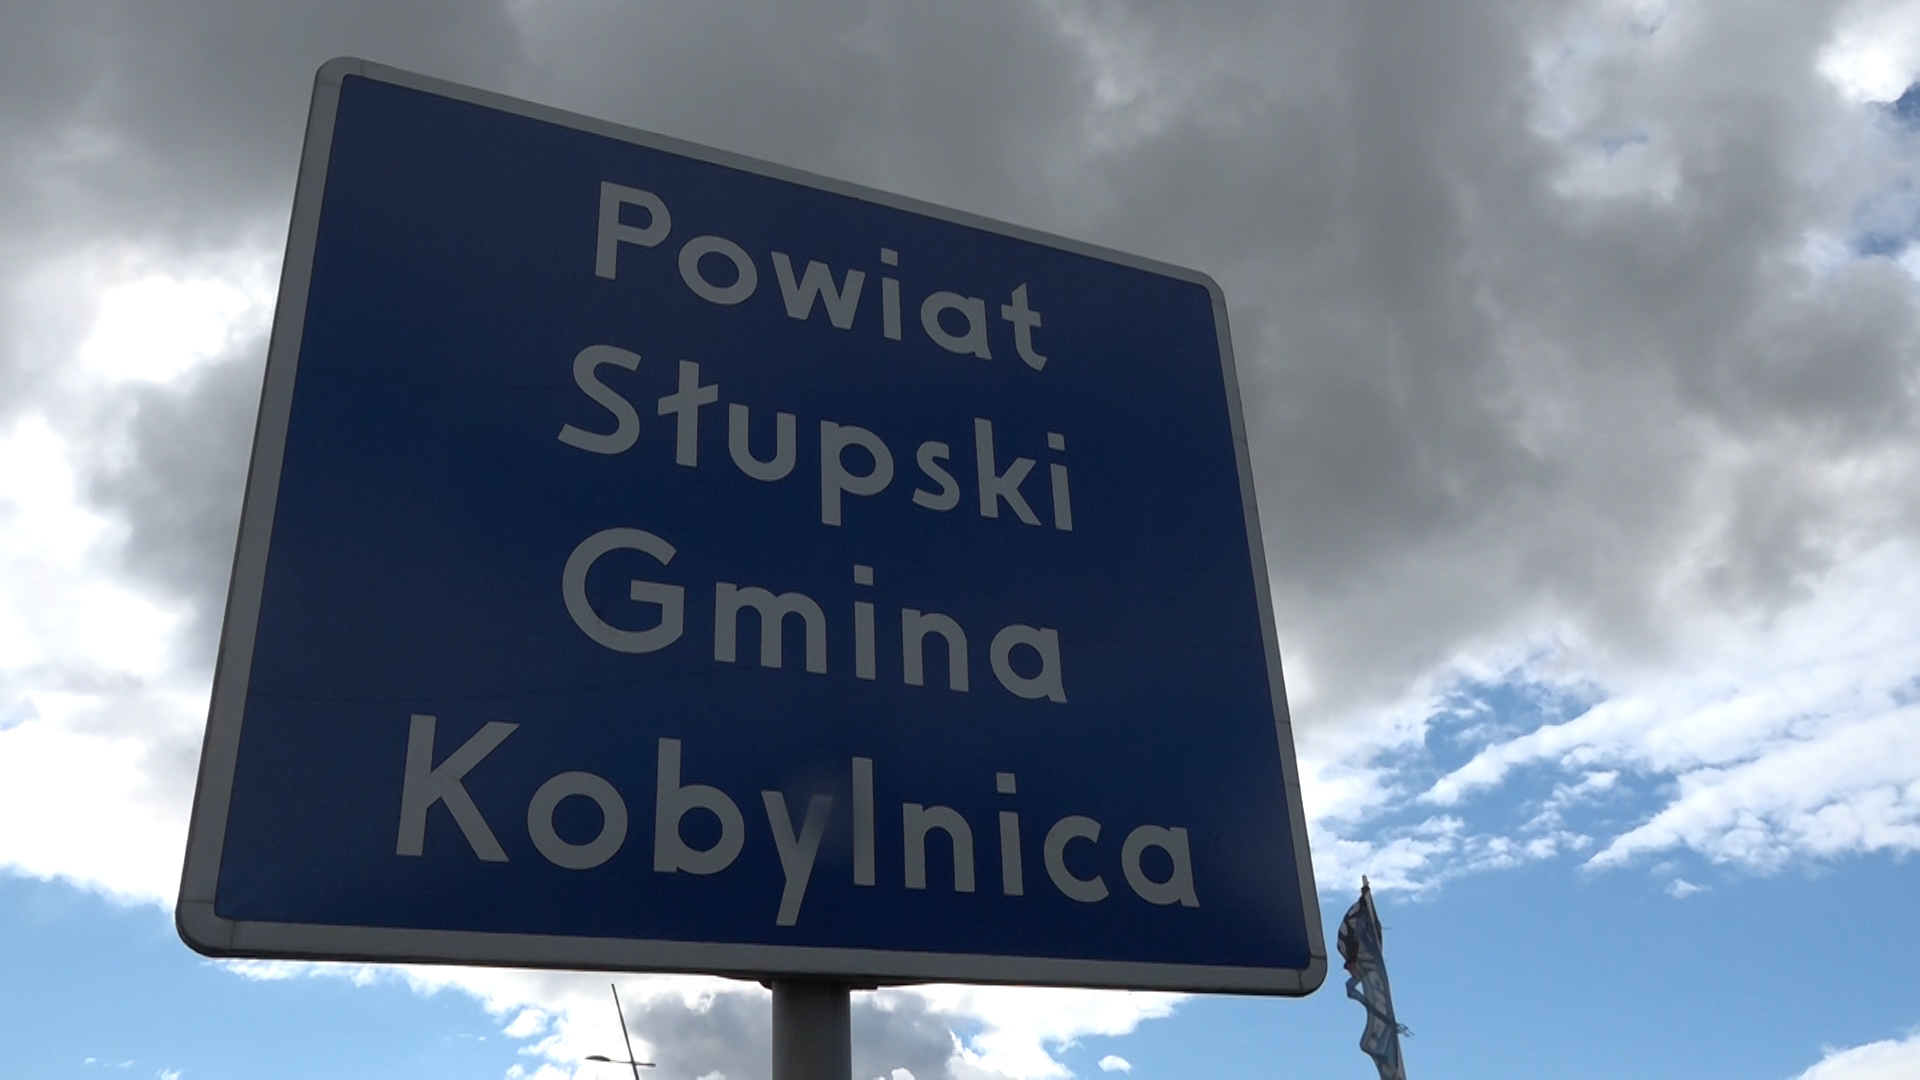 Powiat
Słupski
Gmina
Kobylnica